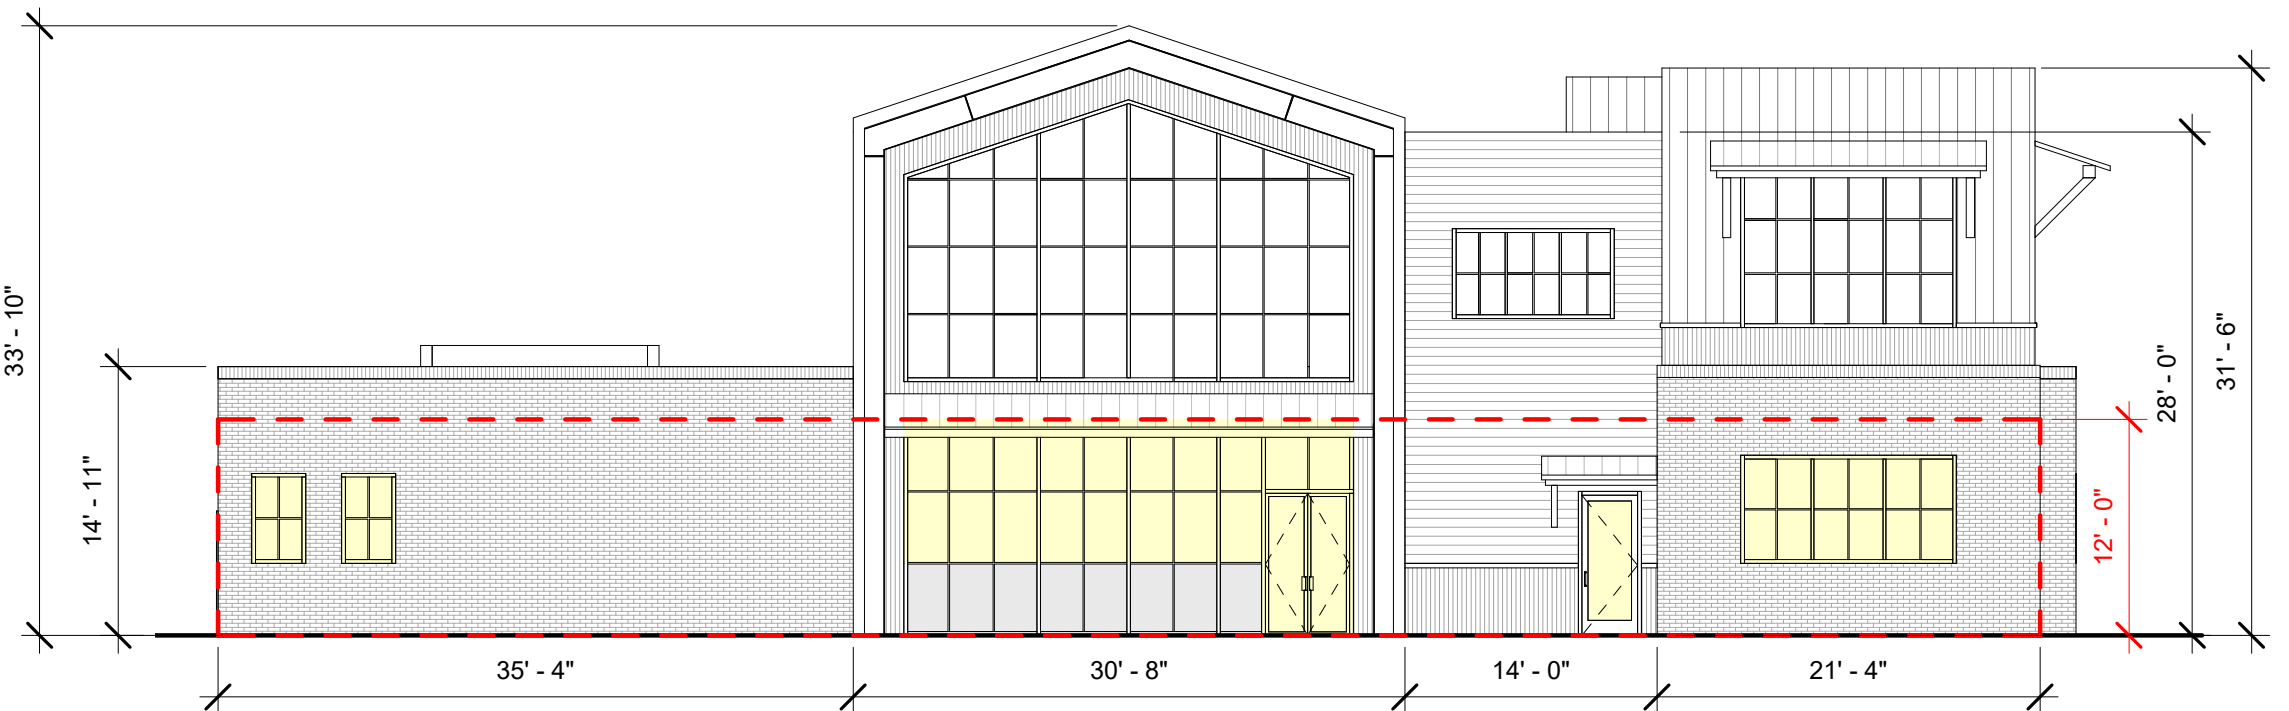 33' - 10"
14' - 11"
35' - 4"
30' - 8"
14' - 0"
21' - 4"
12' - 0"
28' - 0"
31' - 6"